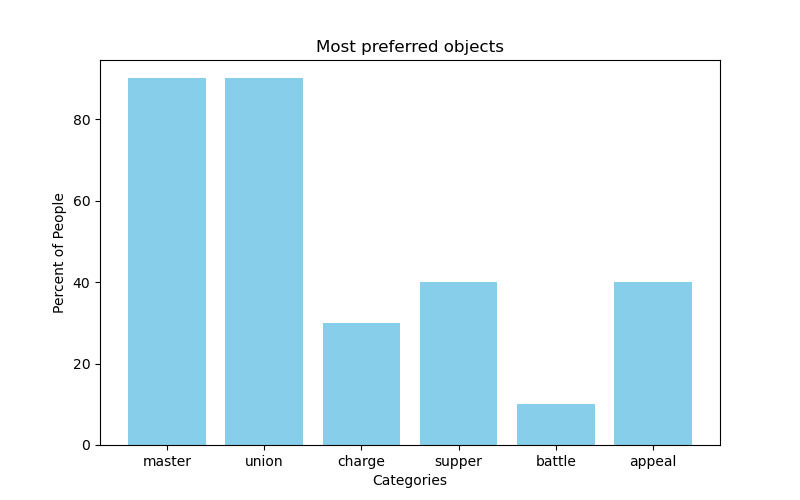 Most preferred objects
Percent of People
80
60
40
20
0
master union charge supper battle appeal
Categories